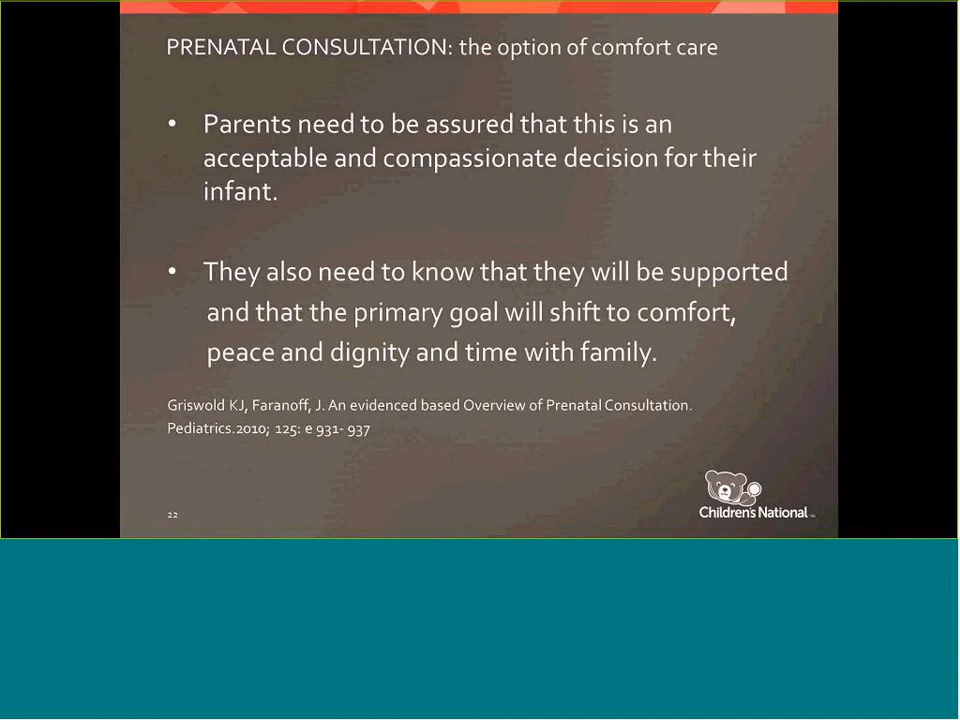 PRENATAL CONSULTATION: the option of comfort care
• Parents need to be assured that this is an
acceptable and compassionate decision for their
infant.
• They also need to know that they will be supported
and that the primary goal will shift to comfort,
peace and dignity and time with family.
Griswold KJ, Faranoff, J. An evidenced based Overview of Prenatal Consultation.
Pediatrics.2010; 125: e 931- 937
22
Children's National™